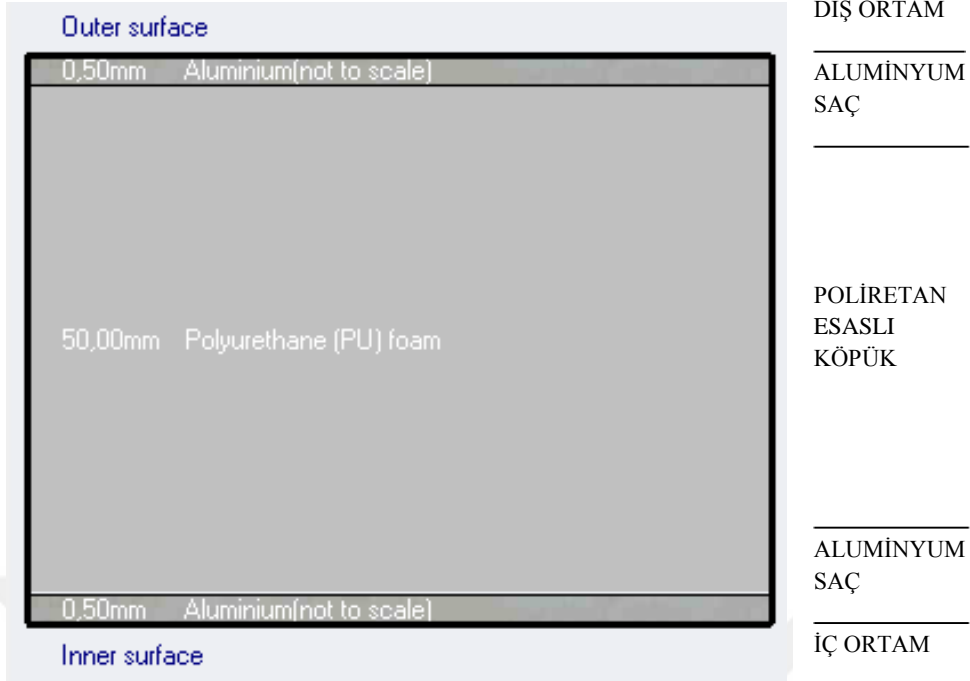 Outer surface
0,50mm Aluminium(not to scale)
50,00mm Polyurethane (PU) foam
0,50mm Aluminium(not to scale)
Inner surface
DIŞ ORTAM
ALUMİNYUM
SAÇ
POLİRETAN
ESASLI
KÖPÜK
ALUMİNYUM
SAÇ
İÇ ORTAM